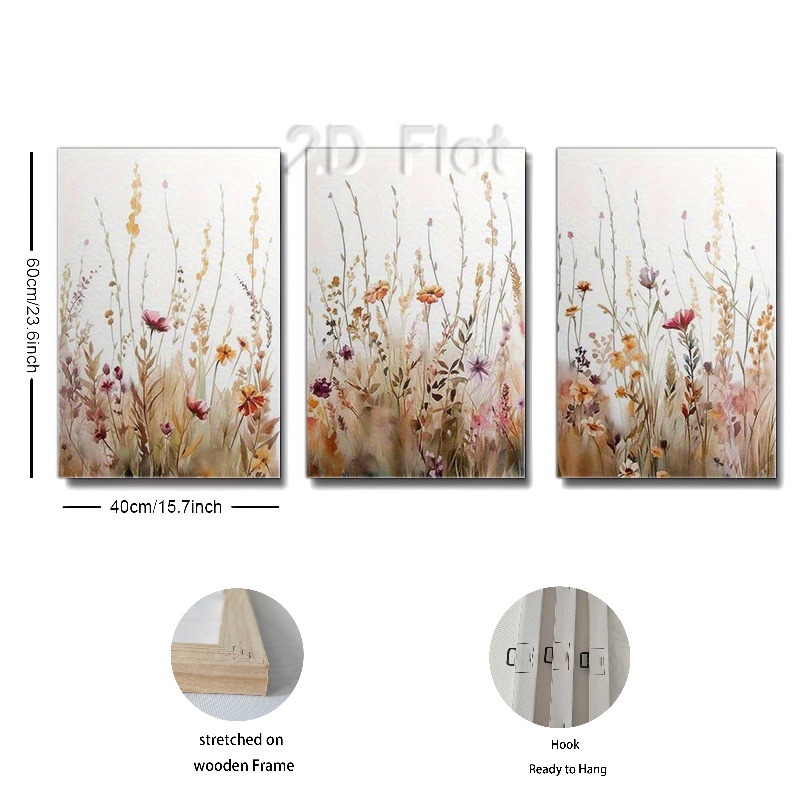 2D Flat
60cm/23.6inch
40cm/15.7inch
stretched on
wooden Frame
Hook
Ready to Hang